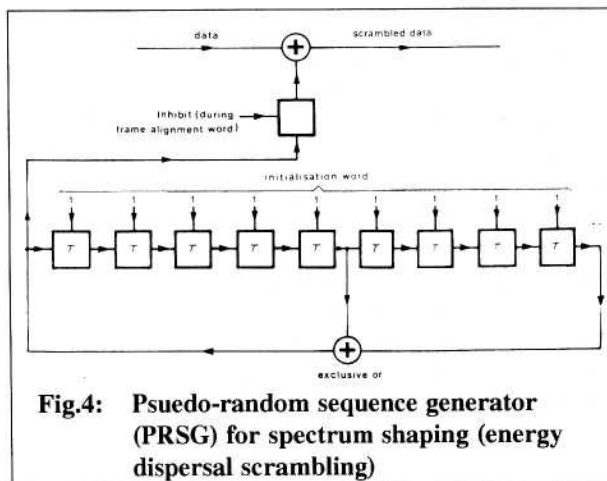 data
scrambled data
+
Inhibit (during
frame alignment word)
initialisation word
1 1 1 1 1 1 1 1 1
T T T T T T T T T
+
exclusive or
Fig.4: Psuedo-random sequence generator
(PRSG) for spectrum shaping (energy
dispersal scrambling)